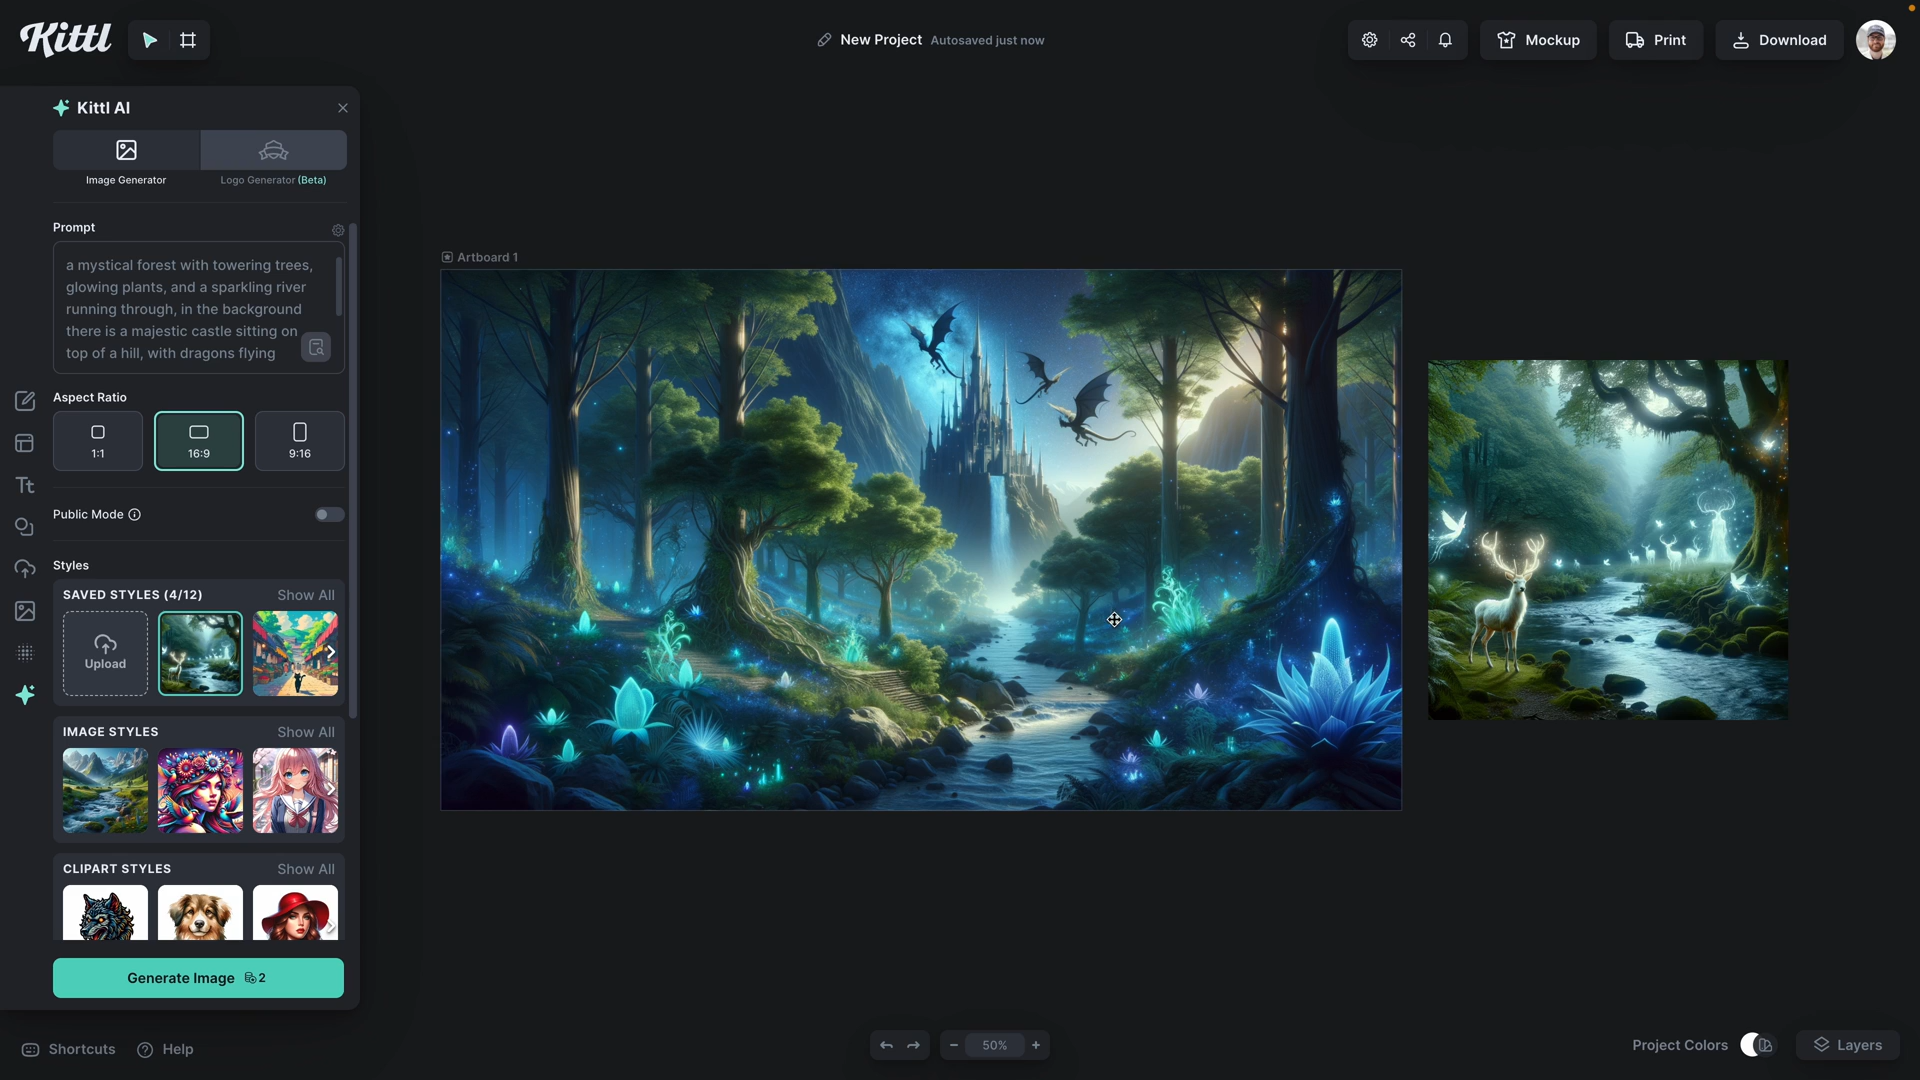 Kittl
New Project Autosaved just now
Mockup
Print
Download
Kittl AI
Image Generator
Logo Generator (Beta)
Prompt
a mystical forest with towering trees,
glowing plants, and a sparkling river
running through, in the background
there is a majestic castle sitting on
top of a hill, with dragons flying
Aspect Ratio
1:1
16:9
9:16
Public Mode
Styles
SAVED STYLES (4/12) Show All
Upload
IMAGE STYLES Show All
CLIPART STYLES Show All
Generate Image 2
Tt
Artboard 1
Shortcuts
Help
50%
Project Colors
Layers